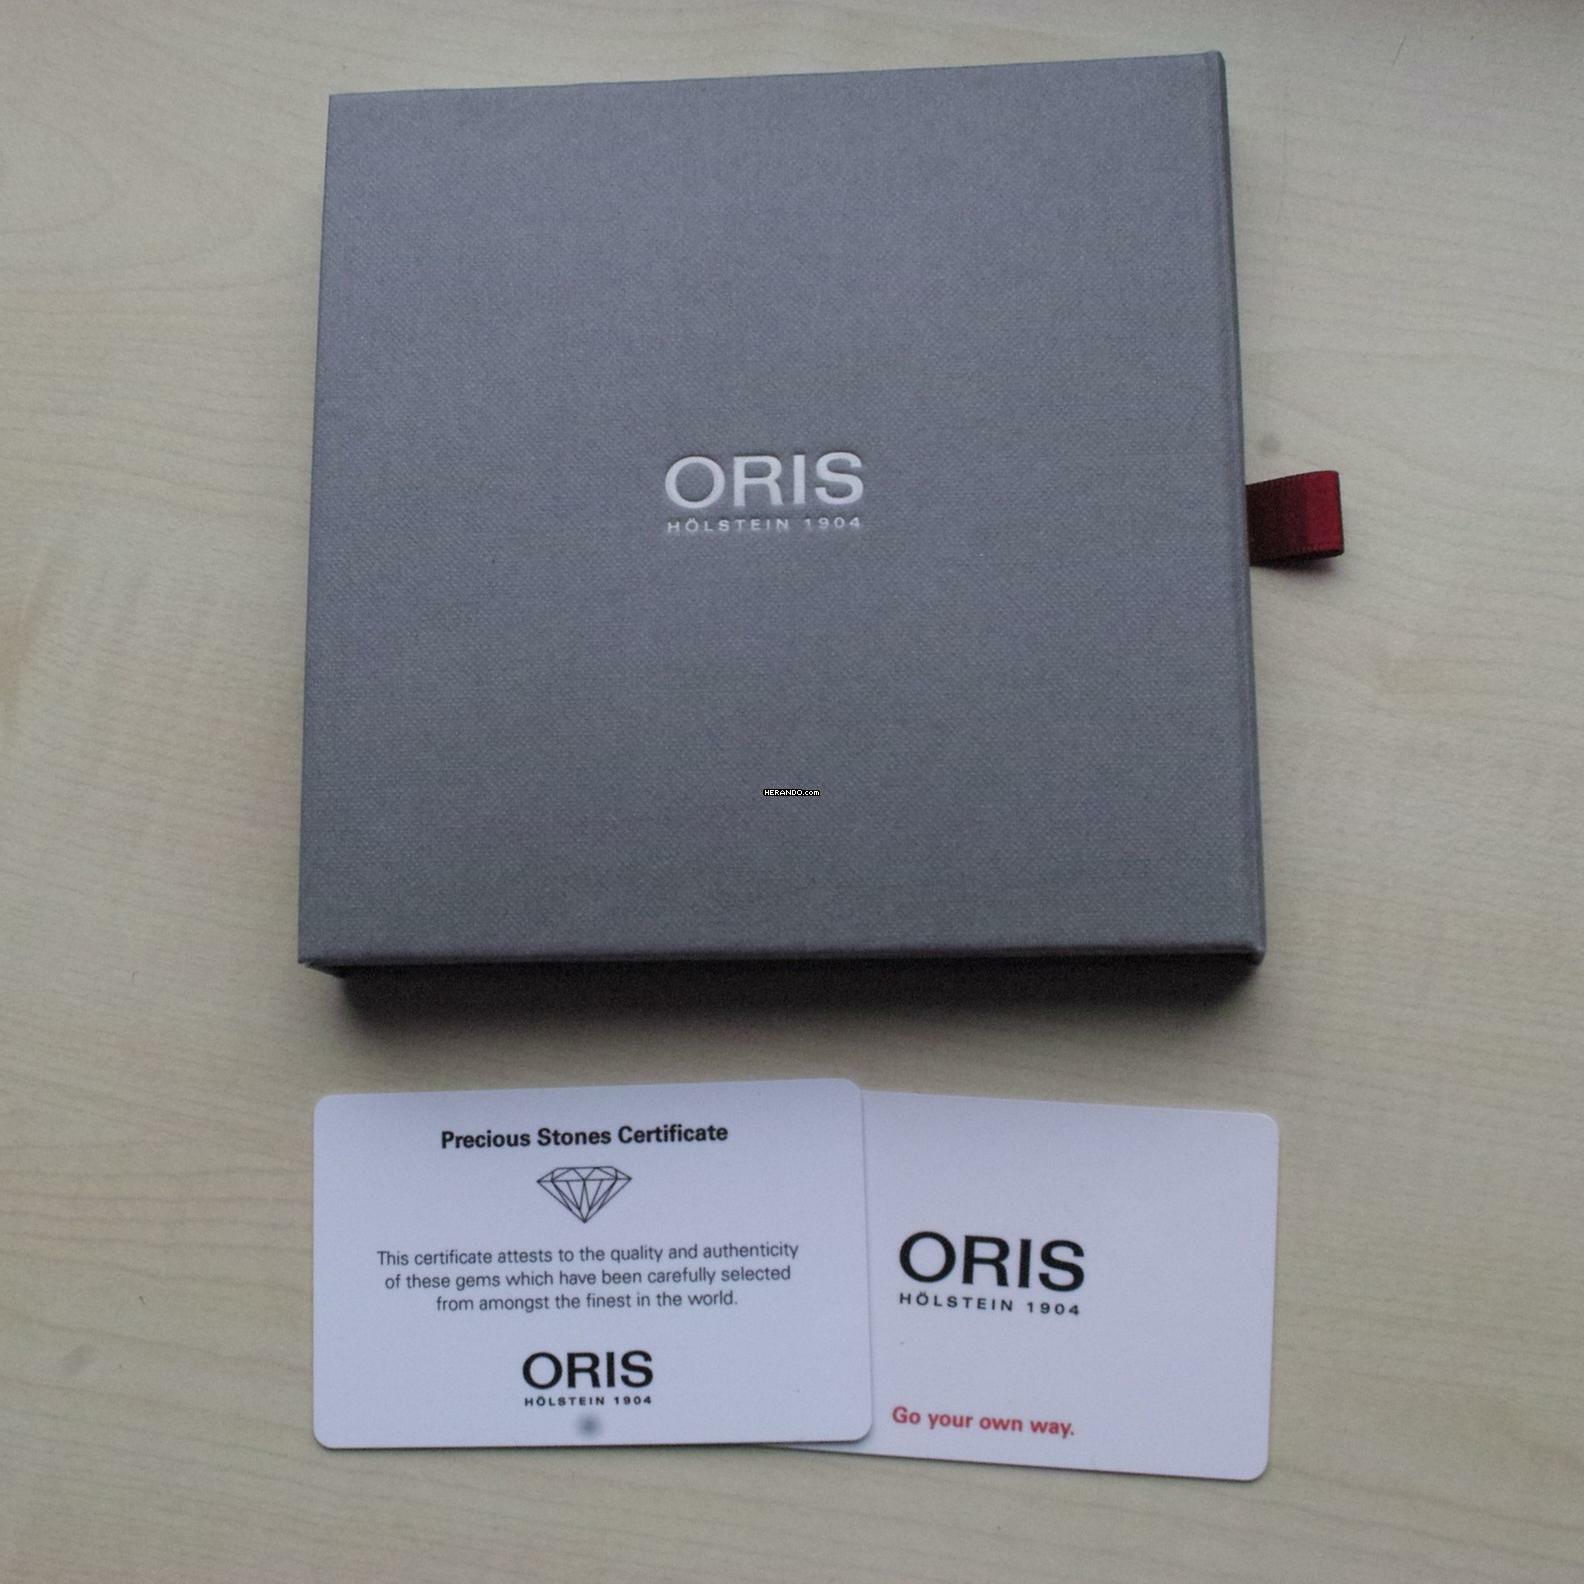 ORIS
HÖLSTEIN 1904
HERANDO.com
Precious Stones Certificate
This certificate attests to the quality and authenticity
of these gems which have been carefully selected
from amongst the finest in the world.
ORIS
HÖLSTEIN 1904
ORIS
HÖLSTEIN 1904
Go your own way.